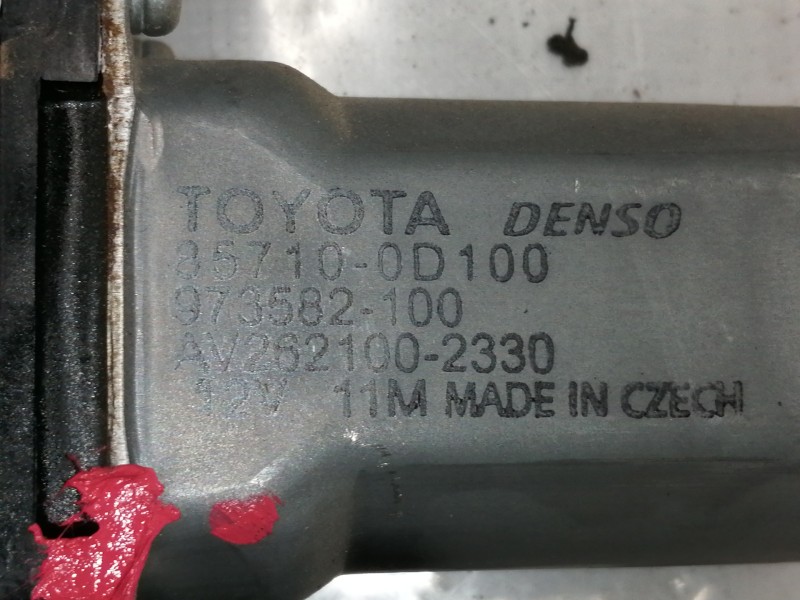 TOYOTA DENSO
85710-0D100
973582-100
AV262100-2330
12V 11M MADE IN CZECH